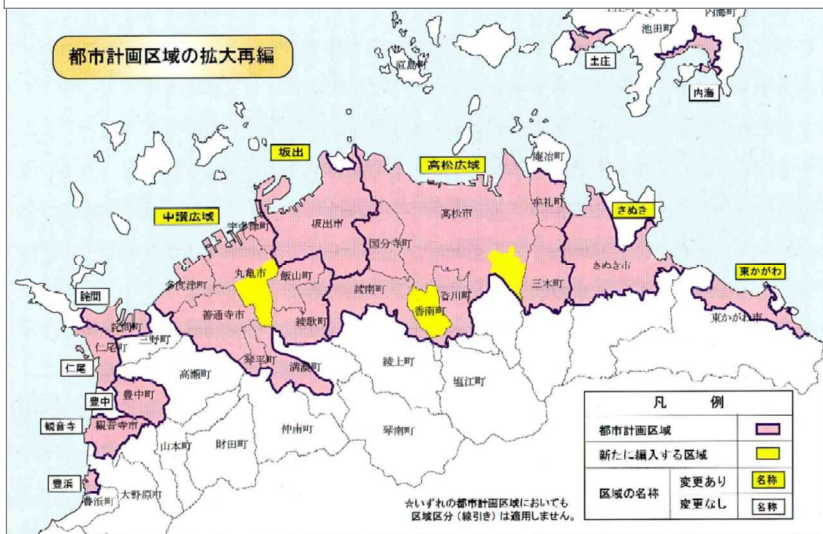 都市計画区域の拡大再編
内海町
池田町
土庄
内海
直島町
坂出
高松広域
庵治町
中讃広域
宇多津町
坂出市
高松市
牟礼町
さぬき
国分寺町
さぬき市
丸亀市
飯山町
東かがわ
詫間
多度津町
綾南町
香川町
三木町
香南町
詫間町
善通寺市
綾歌町
東かがわ市
仁尾町
三野町
琴平町
満濃町
綾上町
仁尾
高瀬町
塩江町
豊中
豊中町
観音寺
観音寺市
仲南町
琴南町
山本町
財田町
豊浜
豊浜町
大野原町
凡 例
都市計画区域
新たに編入する区域
区域の名称
変更あり
名称
変更なし
名称
☆いずれの都市計画区域においても
区域区分(線引き)は適用しません。